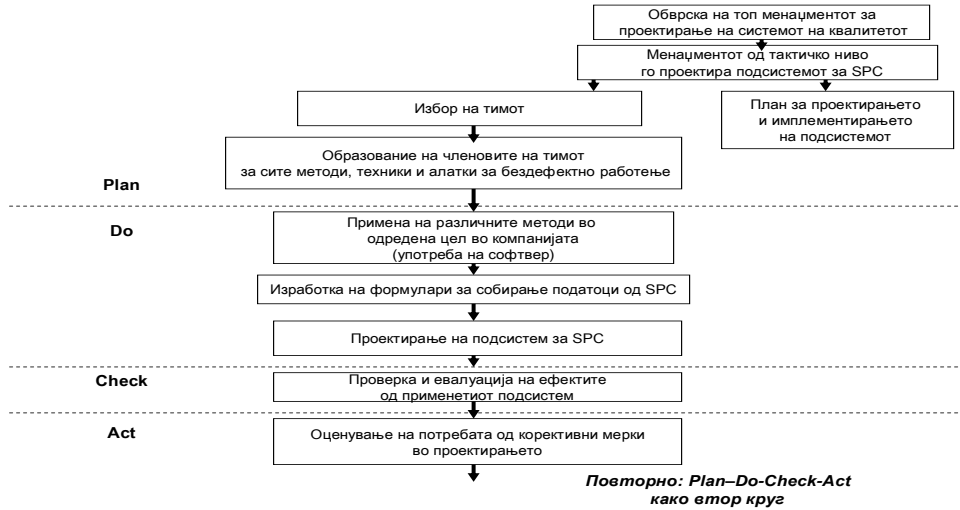 Обврска на топ менаџментот за
проектирање на системот на квалитетот
Менаџментот од тактичко ниво
го проектира подсистемот за SPC
Избор на тимот
План за проектирањето
и имплементирањето
на подсистемот
Образование на членовите на тимот
за сите методи, техники и алатки за бездефектно работење
Plan
Do
Примена на различните методи во
одредена цел во компанијата
(употреба на софтвер)
Изработка на формулари за собирање податоци од SPC
Проектирање на подсистем за SPC
Check
Проверка и евалуација на ефектите
од применетиот подсистем
Act
Оценување на потребата од корективни мерки
во проектирањето
Повторно: Plan–Do-Check-Act
како втор круг